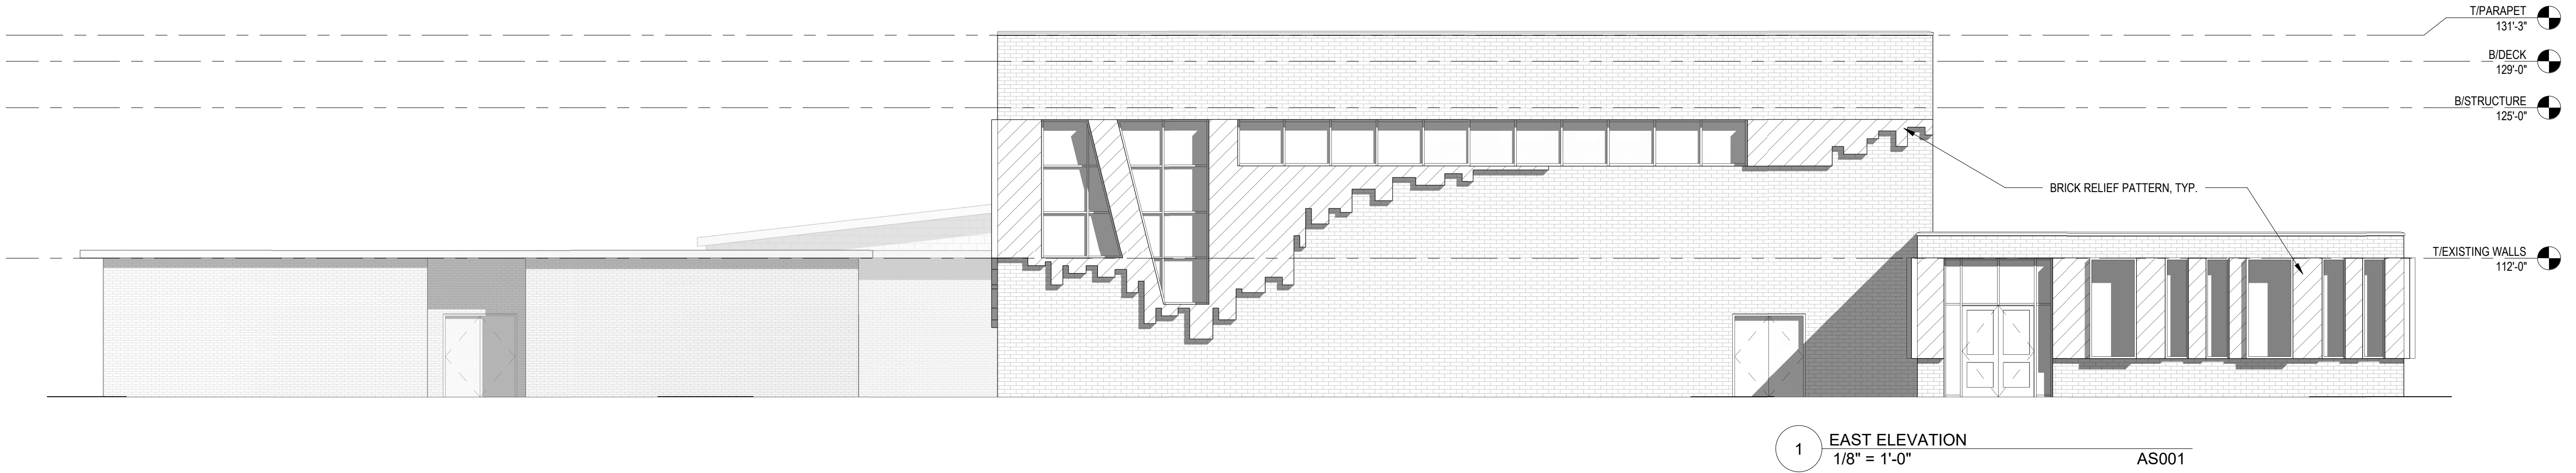 T/PARAPET
131'-3"
B/DECK
129'-0"
B/STRUCTURE
125'-0"
BRICK RELIEF PATTERN, TYP.
T/EXISTING WALLS
112'-0"
1
EAST ELEVATION
1/8" = 1'-0"
AS001